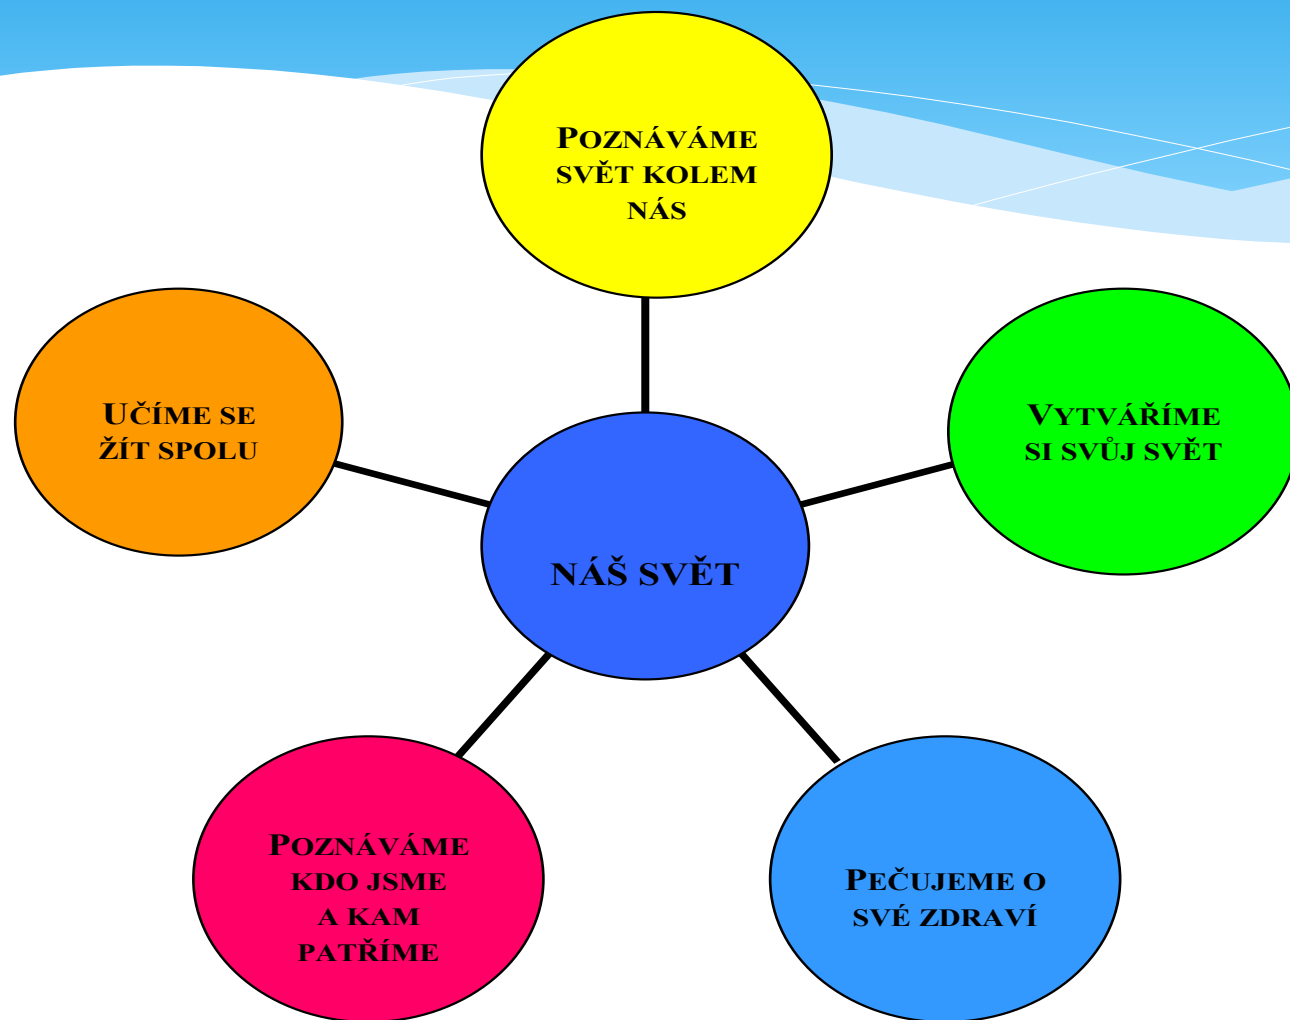 Poznáváme
svět kolem
nás
Učíme se
žít spolu
Vytváříme
si svůj svět
NÁŠ SVĚT
Poznáváme
kdo jsme
a kam
patříme
Pečujeme o
své zdraví